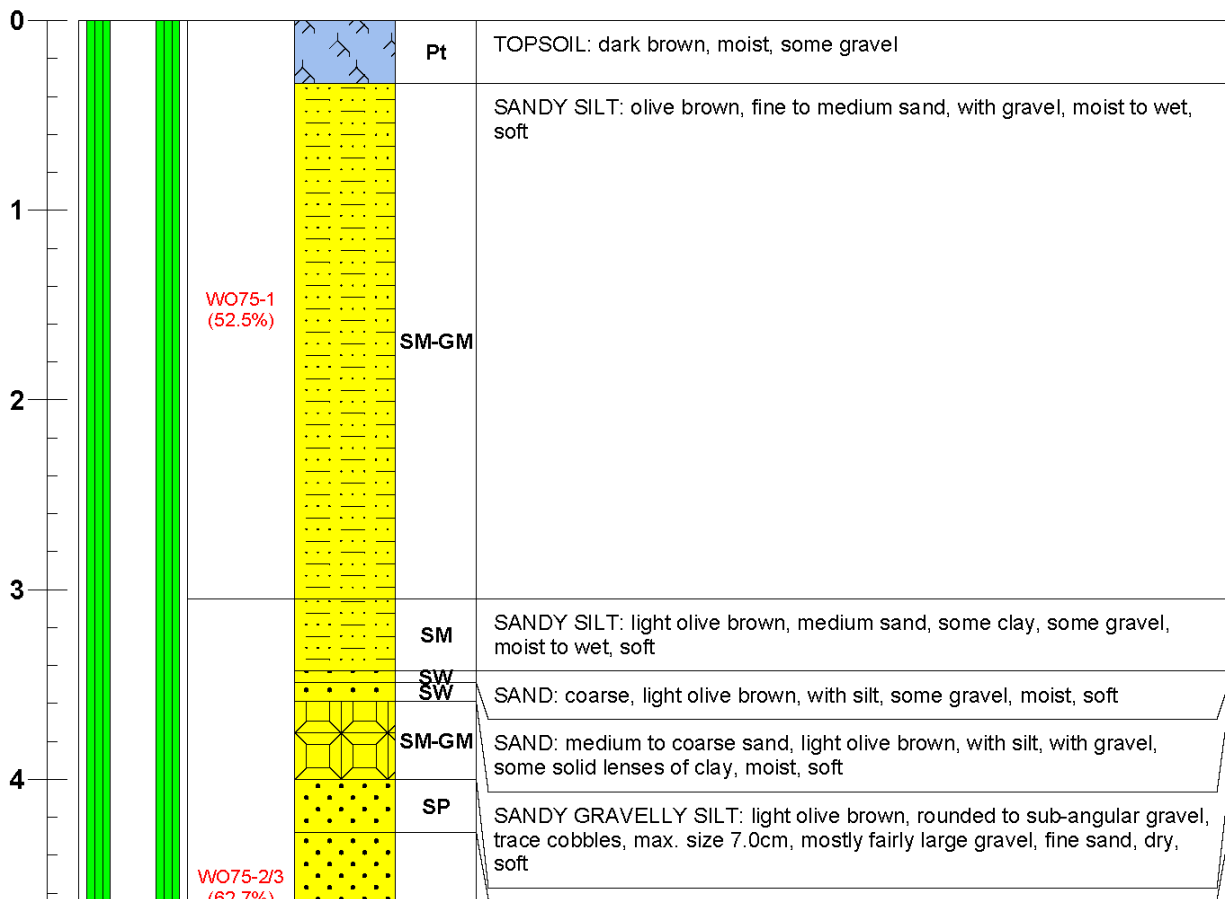 0
Pt
TOPSOIL: dark brown, moist, some gravel
SANDY SILT: olive brown, fine to medium sand, with gravel, moist to wet,
soft
1
WO75-1
(52.5%)
SM-GM
2
3
SM
SANDY SILT: light olive brown, medium sand, some clay, some gravel,
moist to wet, soft
SW
SW
SAND: coarse, light olive brown, with silt, some gravel, moist, soft
SM-GM
SAND: medium to coarse sand, light olive brown, with silt, with gravel,
some solid lenses of clay, moist, soft
4
SP
SANDY GRAVELLY SILT: light olive brown, rounded to sub-angular gravel,
trace cobbles, max. size 7.0cm, mostly fairly large gravel, fine sand, dry,
soft
WO75-2/3
(62.7%)